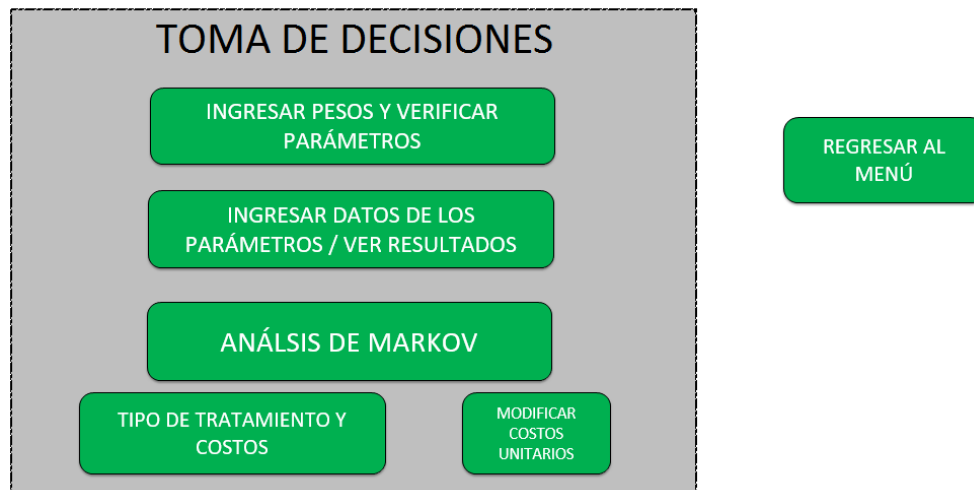 TOMA DE DECISIONES
INGRESAR PESOS Y VERIFICAR
PARÁMETROS
REGRESAR AL
MENÚ
INGRESAR DATOS DE LOS
PARÁMETROS / VER RESULTADOS
ANÁLSIS DE MARKOV
TIPO DE TRATAMIENTO Y
COSTOS
MODIFICAR
COSTOS
UNITARIOS